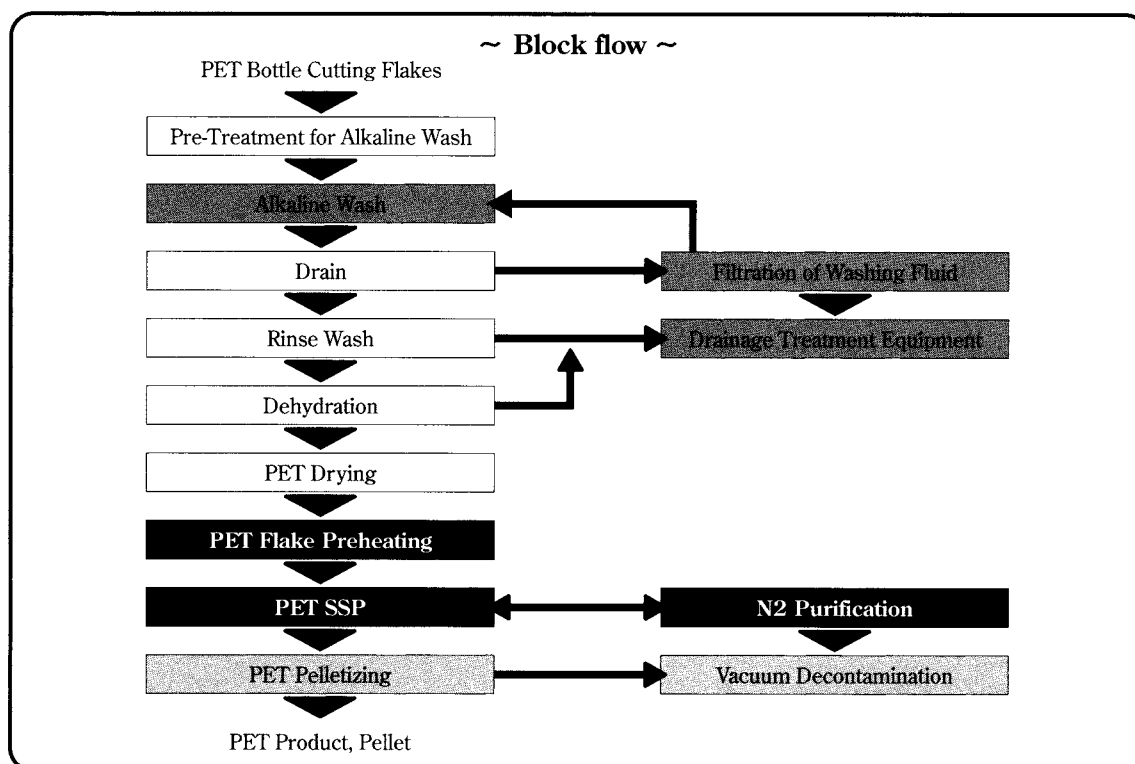 ~ Block flow ~
PET Bottle Cutting Flakes
Pre-Treatment for Alkaline Wash
Alkaline Wash
Drain
Filtration of Washing Fluid
Rinse Wash
Drainage Treatment Equipment
Dehydration
PET Drying
PET Flake Preheating
PET SSP
N2 Purification
PET Pelletizing
Vacuum Decontamination
PET Product, Pellet